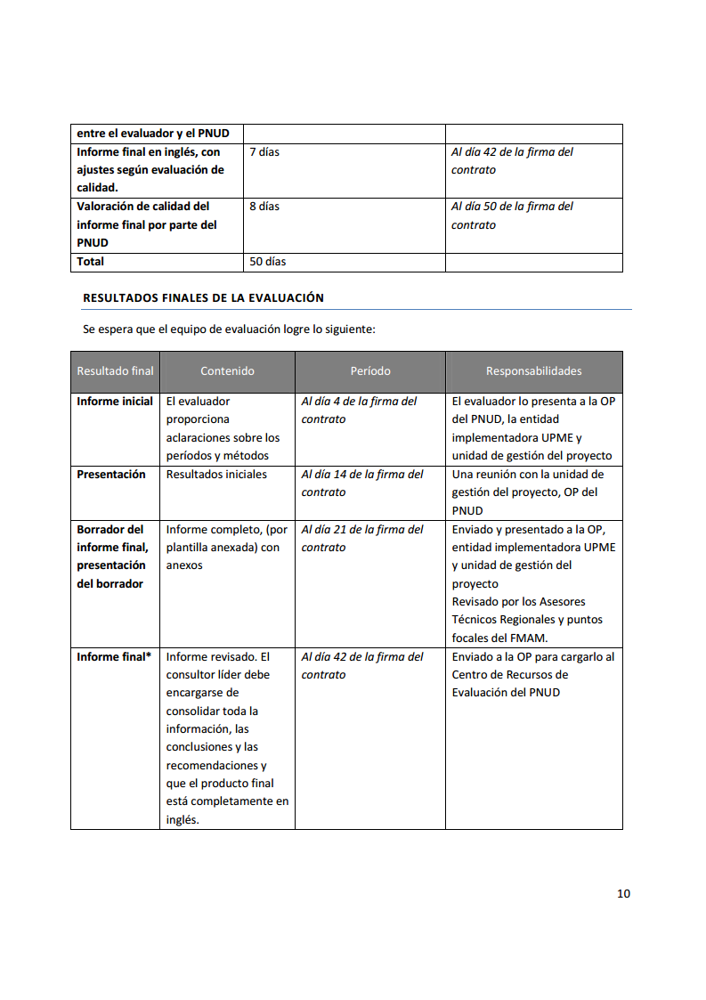 entre el evaluador y el PNUD
Informe final en inglés, con
ajustes según evaluación de
calidad.
7 días
Al día 42 de la firma del
contrato
Valoración de calidad del
informe final por parte del
PNUD
8 días
Al día 50 de la firma del
contrato
Total
50 días
RESULTADOS FINALES DE LA EVALUACIÓN
Se espera que el equipo de evaluación logre lo siguiente:
Resultado final
Contenido
Período
Responsabilidades
Informe inicial
El evaluador
proporciona
aclaraciones sobre los
períodos y métodos
Al día 4 de la firma del
contrato
El evaluador lo presenta a la OP
del PNUD, la entidad
implementadora UPME y
unidad de gestión del proyecto
Presentación
Resultados iniciales
Al día 14 de la firma del
contrato
Una reunión con la unidad de
gestión del proyecto, OP del
PNUD
Borrador del
informe final,
presentación
del borrador
Informe completo, (por
plantilla anexada) con
anexos
Al día 21 de la firma del
contrato
Enviado y presentado a la OP,
entidad implementadora UPME
y unidad de gestión del
proyecto
Revisado por los Asesores
Técnicos Regionales y puntos
focales del FMAM.
Informe final*
Informe revisado. El
consultor líder debe
encargarse de
consolidar toda la
información, las
conclusiones y las
recomendaciones y
que el producto final
está completamente en
inglés.
Al día 42 de la firma del
contrato
Enviado a la OP para cargarlo al
Centro de Recursos de
Evaluación del PNUD
10